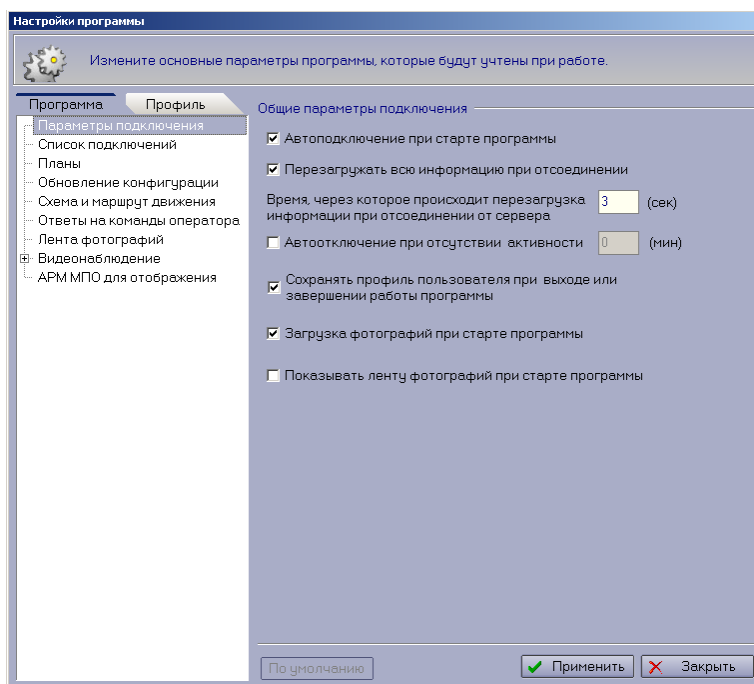 Настройки программы
Измените основные параметры программы, которые будут учтены при работе.
Программа
Профиль
Параметры подключения
Список подключений
Планы
Обновление конфигурации
Схема и маршрут движения
Ответы на команды оператора
Лента фотографий
Видеонаблюдение
АРМ МПО для отображения
Общие параметры подключения
Автоподключение при старте программы
Перезагружать всю информацию при отсоединении
Время, через которое происходит перезагрузка
информации при отсоединении от сервера
3 (сек)
Автоотключение при отсутствии активности 0 (мин)
Сохранять профиль пользователя при выходе или
завершении работы программы
Загрузка фотографий при старте программы
Показывать ленту фотографий при старте программы
По умолчанию
Применить
Закрыть